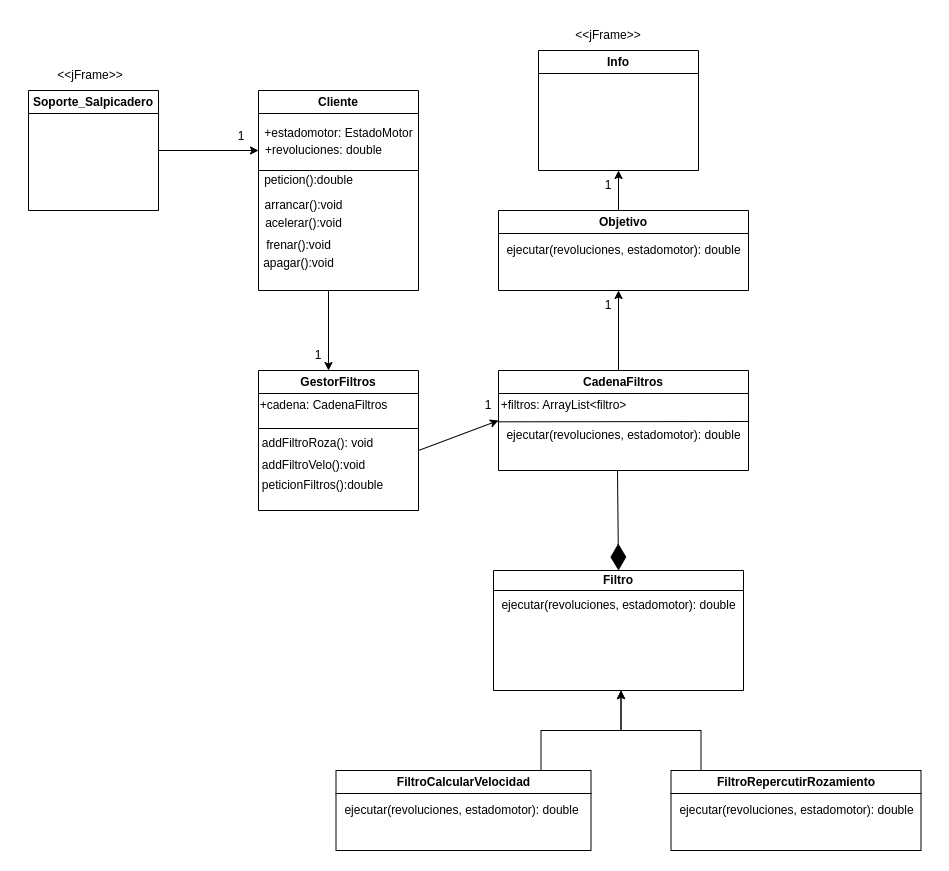 <<jFrame>>
Soporte_Salpicadero
1
Cliente
+estadomotor: EstadoMotor
+revoluciones: double
peticion():double
arrancar():void
acelerar():void
frenar():void
apagar():void
<<jFrame>>
Info
1
Objetivo
ejecutar(revoluciones, estadomotor): double
1
1
GestorFiltros
+cadena: CadenaFiltros
addFiltroRoza(): void
addFiltroVelo():void
peticionFiltros():double
1
CadenaFiltros
+filtros: ArrayList<filtro>
ejecutar(revoluciones, estadomotor): double
Filtro
ejecutar(revoluciones, estadomotor): double
FiltroCalcularVelocidad
ejecutar(revoluciones, estadomotor): double
FiltroRepercutirRozamiento
ejecutar(revoluciones, estadomotor): double